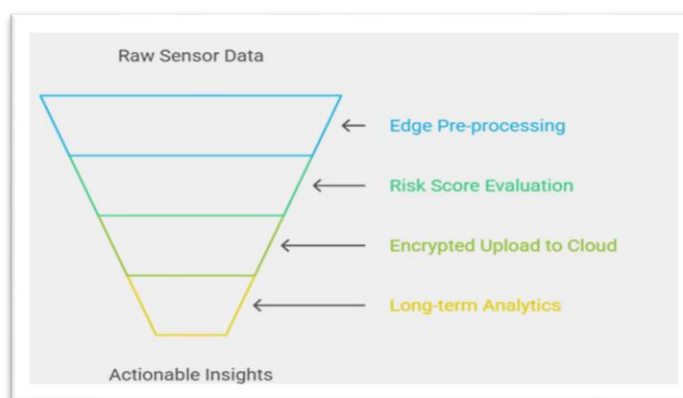 Raw Sensor Data
Edge Pre-processing
Risk Score Evaluation
Encrypted Upload to Cloud
Long-term Analytics
Actionable Insights